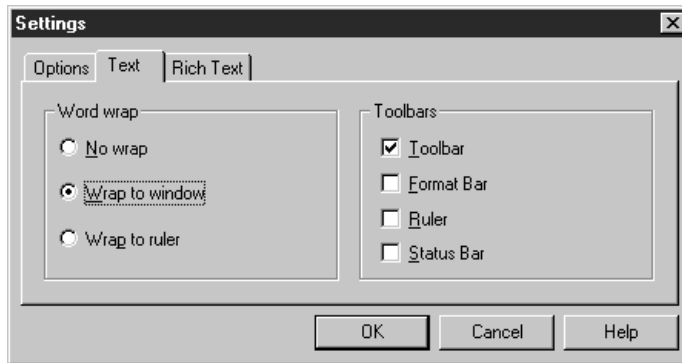 Settings
Options Text Rich Text
Word wrap
No wrap
Wrap to window
Wrap to ruler
Toolbars
Toolbar
Format Bar
Ruler
Status Bar
OK Cancel Help